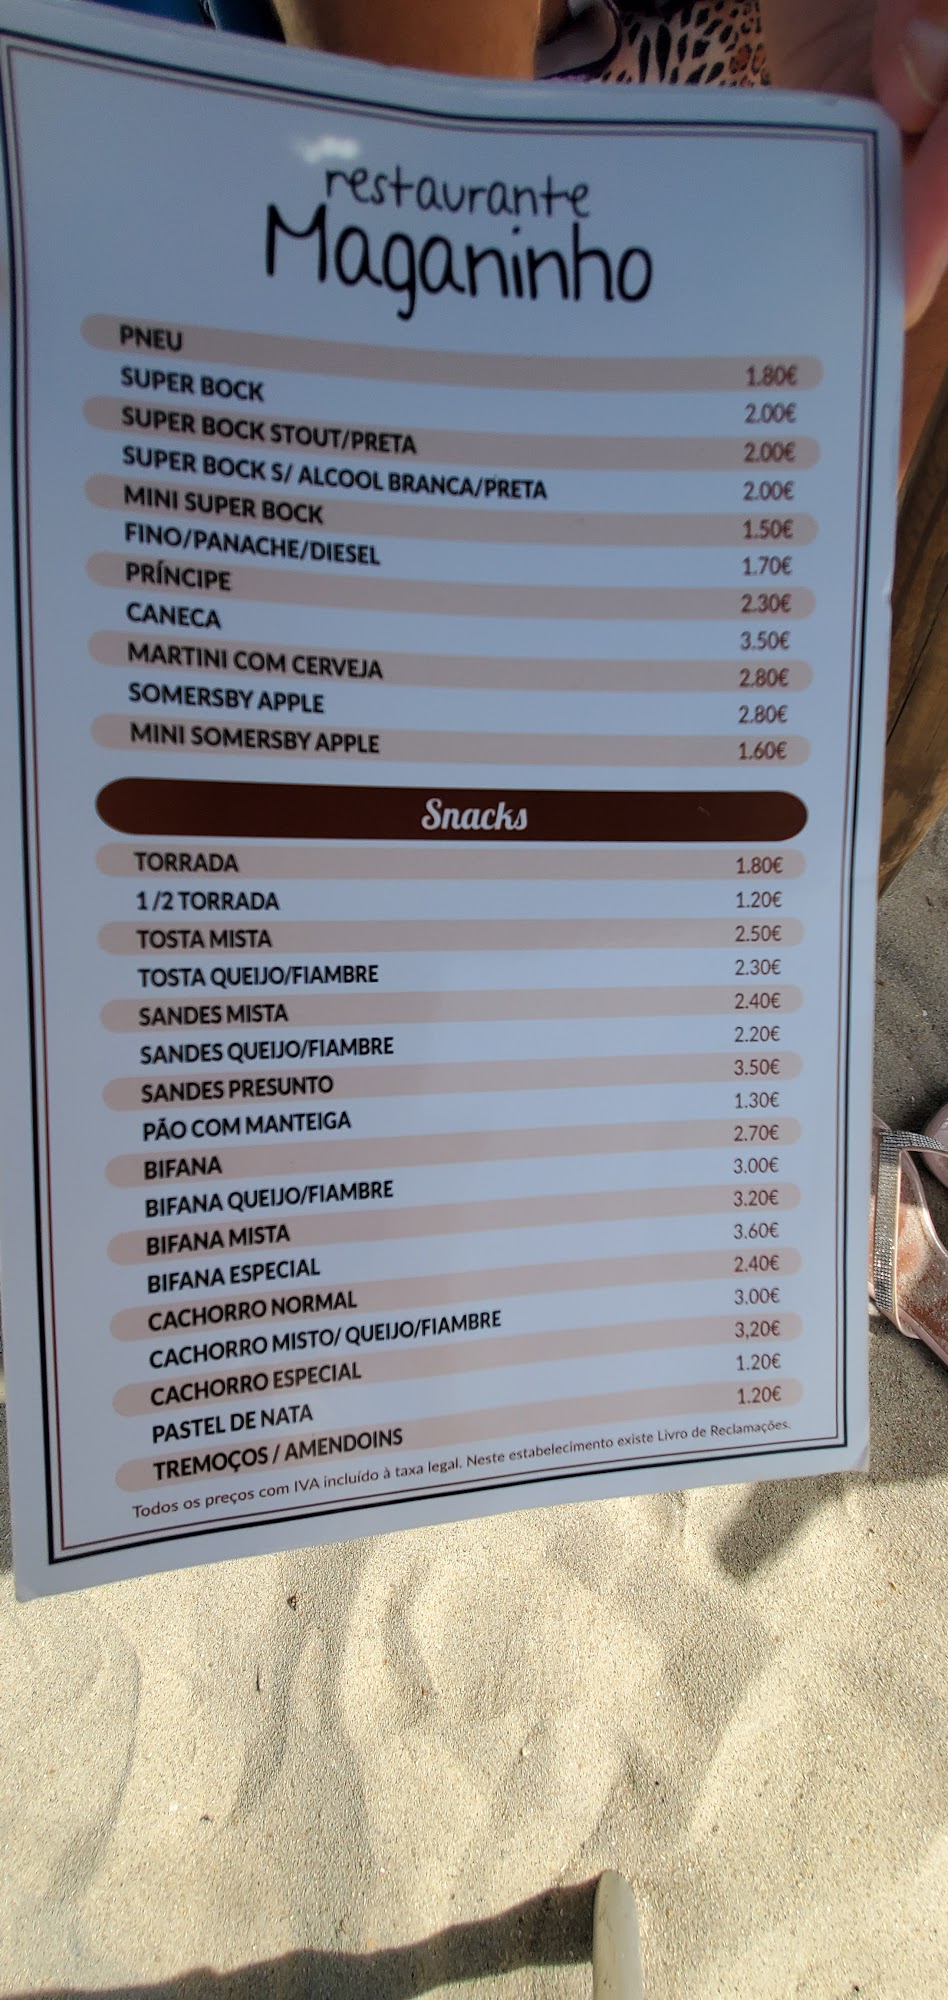 restaurante
Maganinho
PNEU 1.80€
SUPER BOCK 2.00€
SUPER BOCK STOUT/PRETA 2.00€
SUPER BOCK S/ ALCOOL BRANCA/PRETA 2.00€
MINI SUPER BOCK 1.50€
FINO/PANACHE/DIESEL 1.70€
PRÍNCIPE 2.30€
CANECA 3.50€
MARTINI COM CERVEJA 2.80€
SOMERSBY APPLE 2.80€
MINI SOMERSBY APPLE 1.60€
Snacks
TORRADA 1.80€
1/2 TORRADA 1.20€
TOSTA MISTA 2.50€
TOSTA QUEIJO/FIAMBRE 2.30€
SANDES MISTA 2.40€
SANDES QUEIJO/FIAMBRE 2.20€
SANDES PRESUNTO 3.50€
PÃO COM MANTEIGA 1.30€
BIFANA 2.70€
BIFANA QUEIJO/FIAMBRE 3.00€
BIFANA MISTA 3.20€
BIFANA ESPECIAL 3.60€
CACHORRO NORMAL 2.40€
CACHORRO MISTO/ QUEIJO/FIAMBRE 3.00€
CACHORRO ESPECIAL 3,20€
PASTEL DE NATA 1.20€
TREMOÇOS / AMENDOINS 1.20€
Todos os preços com IVA incluído à taxa legal. Neste estabelecimento existe Livro de Reclamações.